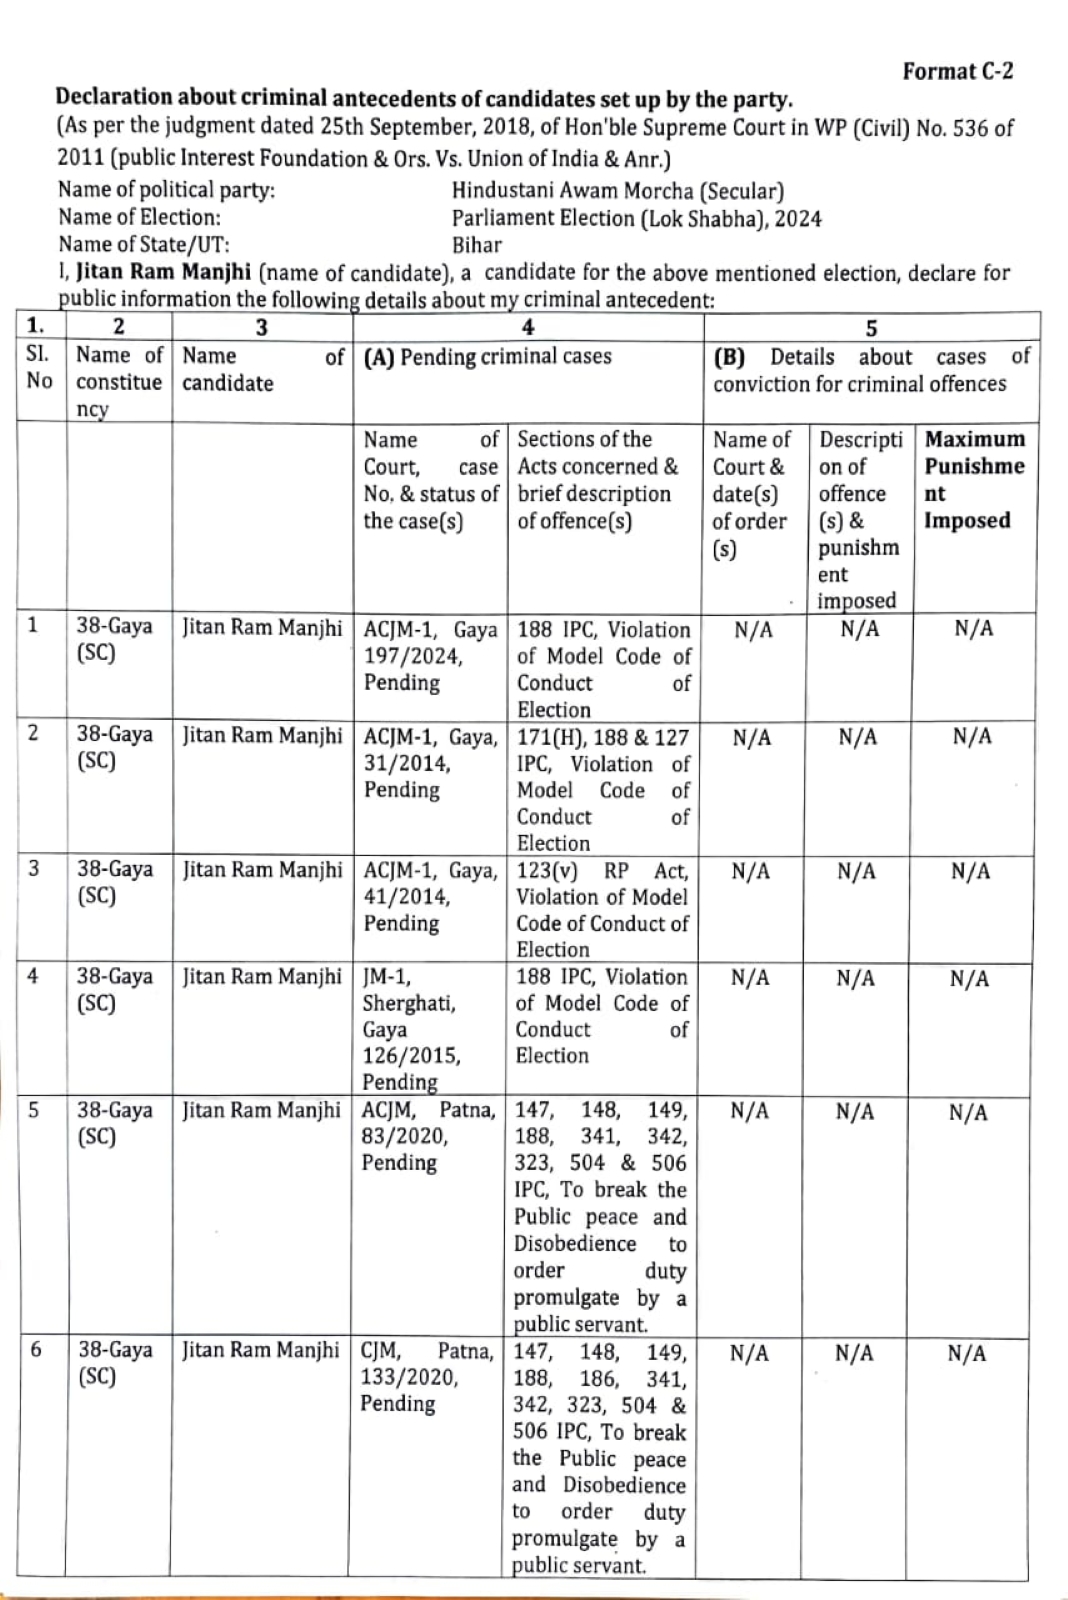 Format C-2
Declaration about criminal antecedents of candidates set up by the party.
(As per the judgment dated 25th September, 2018, of Hon'ble Supreme Court in WP (Civil) No. 536 of
2011 (public Interest Foundation & Ors. Vs. Union of India & Anr.)
Name of political party: Hindustani Awam Morcha (Secular)
Name of Election: Parliament Election (Lok Shabha), 2024
Name of State/UT: Bihar
I, Jitan Ram Manjhi (name of candidate), a candidate for the above mentioned election, declare for
public information the following details about my criminal antecedent:
1. 2 3 4 5
Sl.
No
Name of
constitue
ncy
Name of
candidate
(A) Pending criminal cases
(B) Details about cases of
conviction for criminal offences
Name of
Court, case
No, & status of
the case(s)
Sections of the
Acts concerned &
brief description
of offence(s)
Name of
Court &
date(s)
of order
(s)
Descripti
on of
offence
(s) &
punishm
ent
imposed
Maximum
Punishme
nt
Imposed
1
38-Gaya
(SC)
Jitan Ram Manjhi
ACJM-1, Gaya
197/2024,
Pending
188 IPC, Violation
of Model Code of
Conduct of
Election
N/A
N/A
N/A
2
38-Gaya
(SC)
Jitan Ram Manjhi
ACJM-1, Gaya,
31/2014,
Pending
171(H), 188 & 127
IPC, Violation of
Model Code of
Conduct of
Election
N/A
N/A
N/A
3
38-Gaya
(SC)
Jitan Ram Manjhi
ACJM-1, Gaya,
41/2014,
Pending
123(v) RP Act,
Violation of Model
Code of Conduct of
Election
N/A
N/A
N/A
4
38-Gaya
(SC)
Jitan Ram Manjhi
JM-1,
Sherghati,
Gaya
126/2015,
Pending
188 IPC, Violation
of Model Code of
Conduct of
Election
N/A
N/A
N/A
5
38-Gaya
(SC)
Jitan Ram Manjhi
ACJM, Patna,
83/2020,
Pending
147, 148, 149,
188, 341, 342,
323, 504 & 506
IPC, To break the
Public peace and
Disobedience to
order duty
promulgate by a
public servant.
N/A
N/A
N/A
6
38-Gaya
(SC)
Jitan Ram Manjhi
CJM, Patna,
133/2020,
Pending
147, 148, 149,
188, 186, 341,
342, 323, 504 &
506 IPC, To break
the Public peace
and Disobedience
to order duty
promulgate by a
public servant.
N/A
N/A
N/A